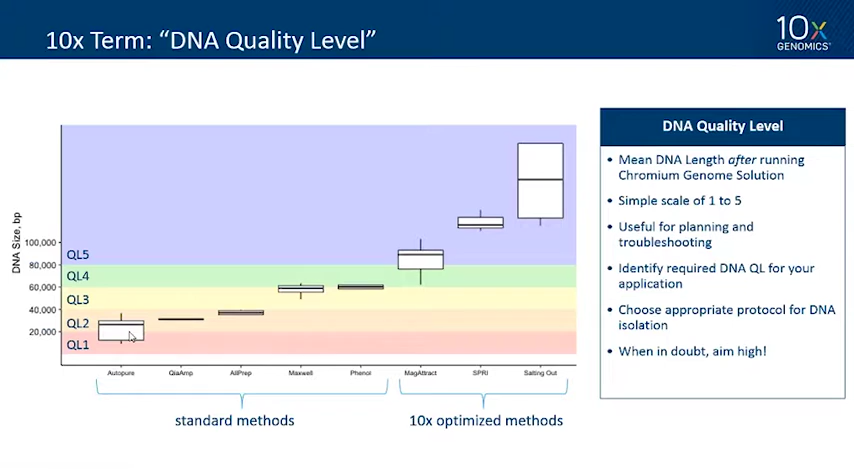 10x Term: “DNA Quality Level”
10x
GENOMICS
DNA Size, bp
100,000
80,000
60,000
40,000
20,000
QL5
QL4
QL3
QL2
QL1
Autopure
QiaAmp
AllPrep
Maxwell
Phenol
MagAttract
SPRI
Salting Out
standard methods
10x optimized methods
DNA Quality Level
• Mean DNA Length after running
Chromium Genome Solution
• Simple scale of 1 to 5
• Useful for planning and
troubleshooting
• Identify required DNA QL for your
application
• Choose appropriate protocol for DNA
isolation
• When in doubt, aim high!